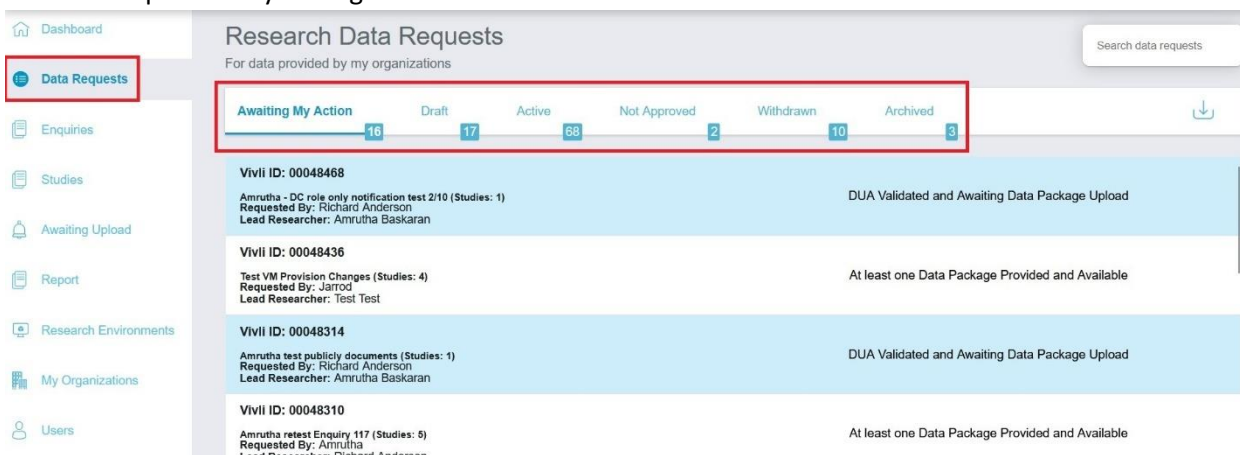 Dashboard
Data Requests
Enquiries
Studies
Awaiting Upload
Report
Research Environments
My Organizations
Users
Research Data Requests
For data provided by my organizations
Search data requests
Awaiting My Action 16 Draft 17 Active 68 Not Approved 2 Withdrawn 10 Archived 3
Vivli ID: 00048468
Amrutha - DC role only notification test 2/10 (Studies: 1)
Requested By: Richard Anderson
Lead Researcher: Amrutha Baskaran
DUA Validated and Awaiting Data Package Upload
Vivli ID: 00048436
Test VM Provision Changes (Studies: 4)
Requested By: Jarrod
Lead Researcher: Test Test
At least one Data Package Provided and Available
Vivli ID: 00048314
Amrutha test publicly documents (Studies: 1)
Requested By: Richard Anderson
Lead Researcher: Amrutha Baskaran
DUA Validated and Awaiting Data Package Upload
Vivli ID: 00048310
Amrutha retest Enquiry 117 (Studies: 5)
Requested By: Amrutha
Lead Researcher: Richard Anderson
At least one Data Package Provided and Available